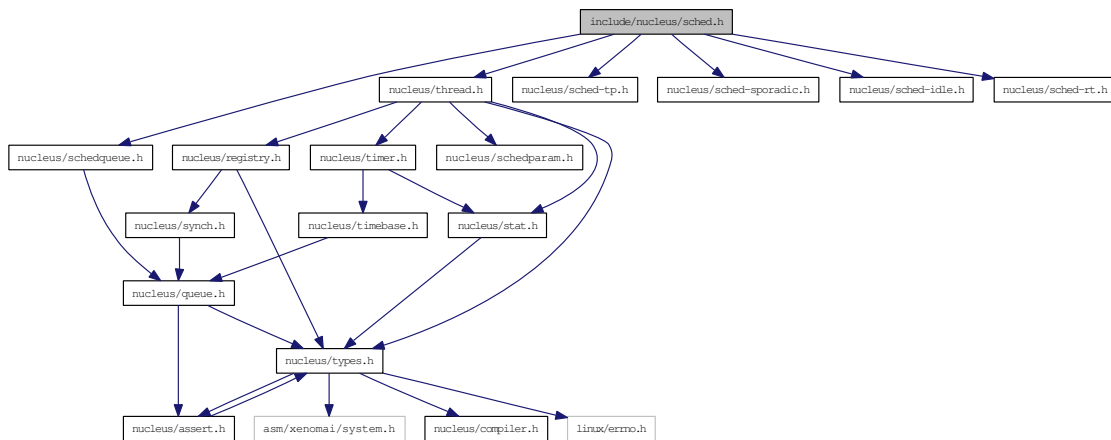 include/nucleus/sched.h
nucleus/thread.h
nucleus/sched-tp.h
nucleus/sched-sporadic.h
nucleus/sched-idle.h
nucleus/sched-rt.h
nucleus/schedqueue.h
nucleus/registry.h
nucleus/timer.h
nucleus/schedparam.h
nucleus/synch.h
nucleus/timebase.h
nucleus/stat.h
nucleus/queue.h
nucleus/types.h
nucleus/assert.h
asm/xenomai/system.h
nucleus/compiler.h
linux/errno.h